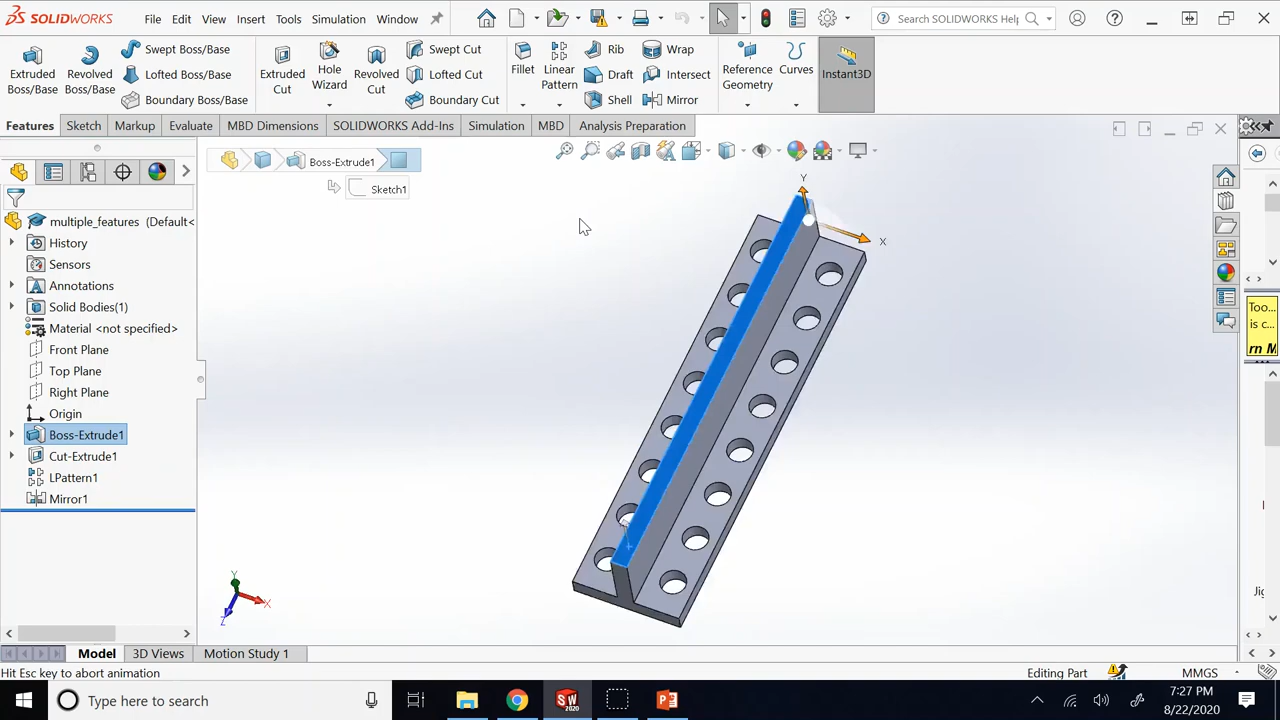 SOLIDWORKS File Edit View Insert Tools Simulation Window Search SOLIDWORKS Help
Extruded Boss/Base
Revolved Boss/Base
Swept Boss/Base
Lofted Boss/Base
Boundary Boss/Base
Extruded Cut
Hole Wizard
Revolved Cut
Swept Cut
Lofted Cut
Boundary Cut
Fillet
Linear Pattern
Rib
Draft
Shell
Wrap
Intersect
Mirror
Reference Geometry
Curves
Instant3D
Features Sketch Markup Evaluate MBD Dimensions SOLIDWORKS Add-Ins Simulation MBD Analysis Preparation
Boss-Extrude1
Sketch1
multiple_features (Default<
History
Sensors
Annotations
Solid Bodies(1)
Material <not specified>
Front Plane
Top Plane
Right Plane
Origin
Boss-Extrude1
Cut-Extrude1
LPattern1
Mirror1
Y
X
Y
X
Z
Too...
is c...
rn M
Jig
Model 3D Views Motion Study 1
Hit Esc key to abort animation Editing Part MMGS
Type here to search
SW
2020
7:27 PM
8/22/2020